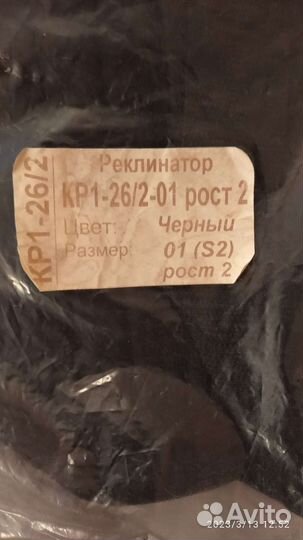 КР1-26/2
Реклинатор
КР1-26/2-01 рост 2
Цвет: Черный
Размер: 01 (S2)
рост 2
2023/3/13 12:52
Avito